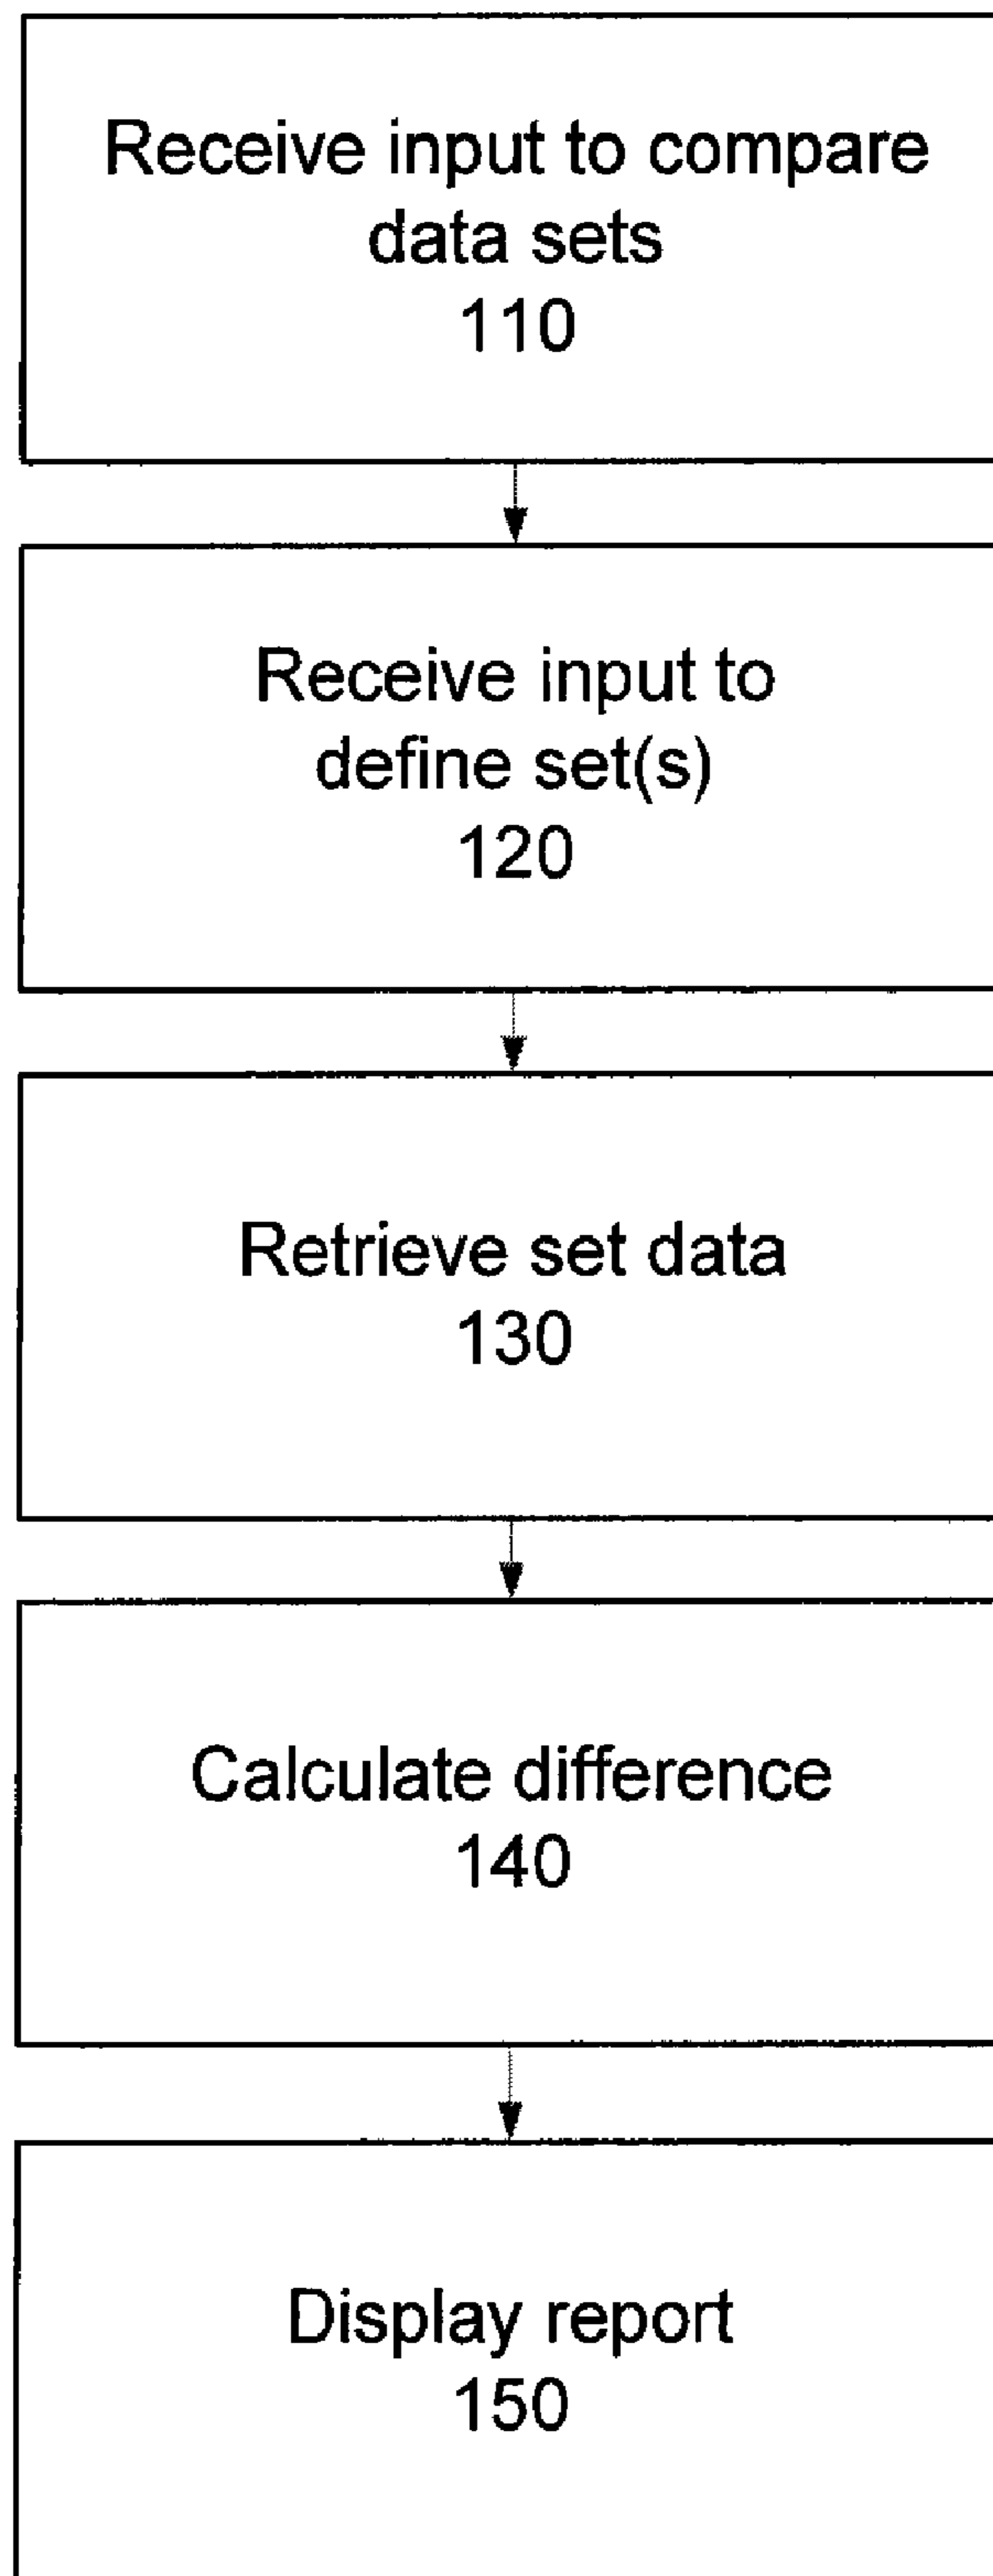 Receive input to compare
data sets
110
Receive input to
define set(s)
120
Retrieve set data
130
Calculate difference
140
Display report
150